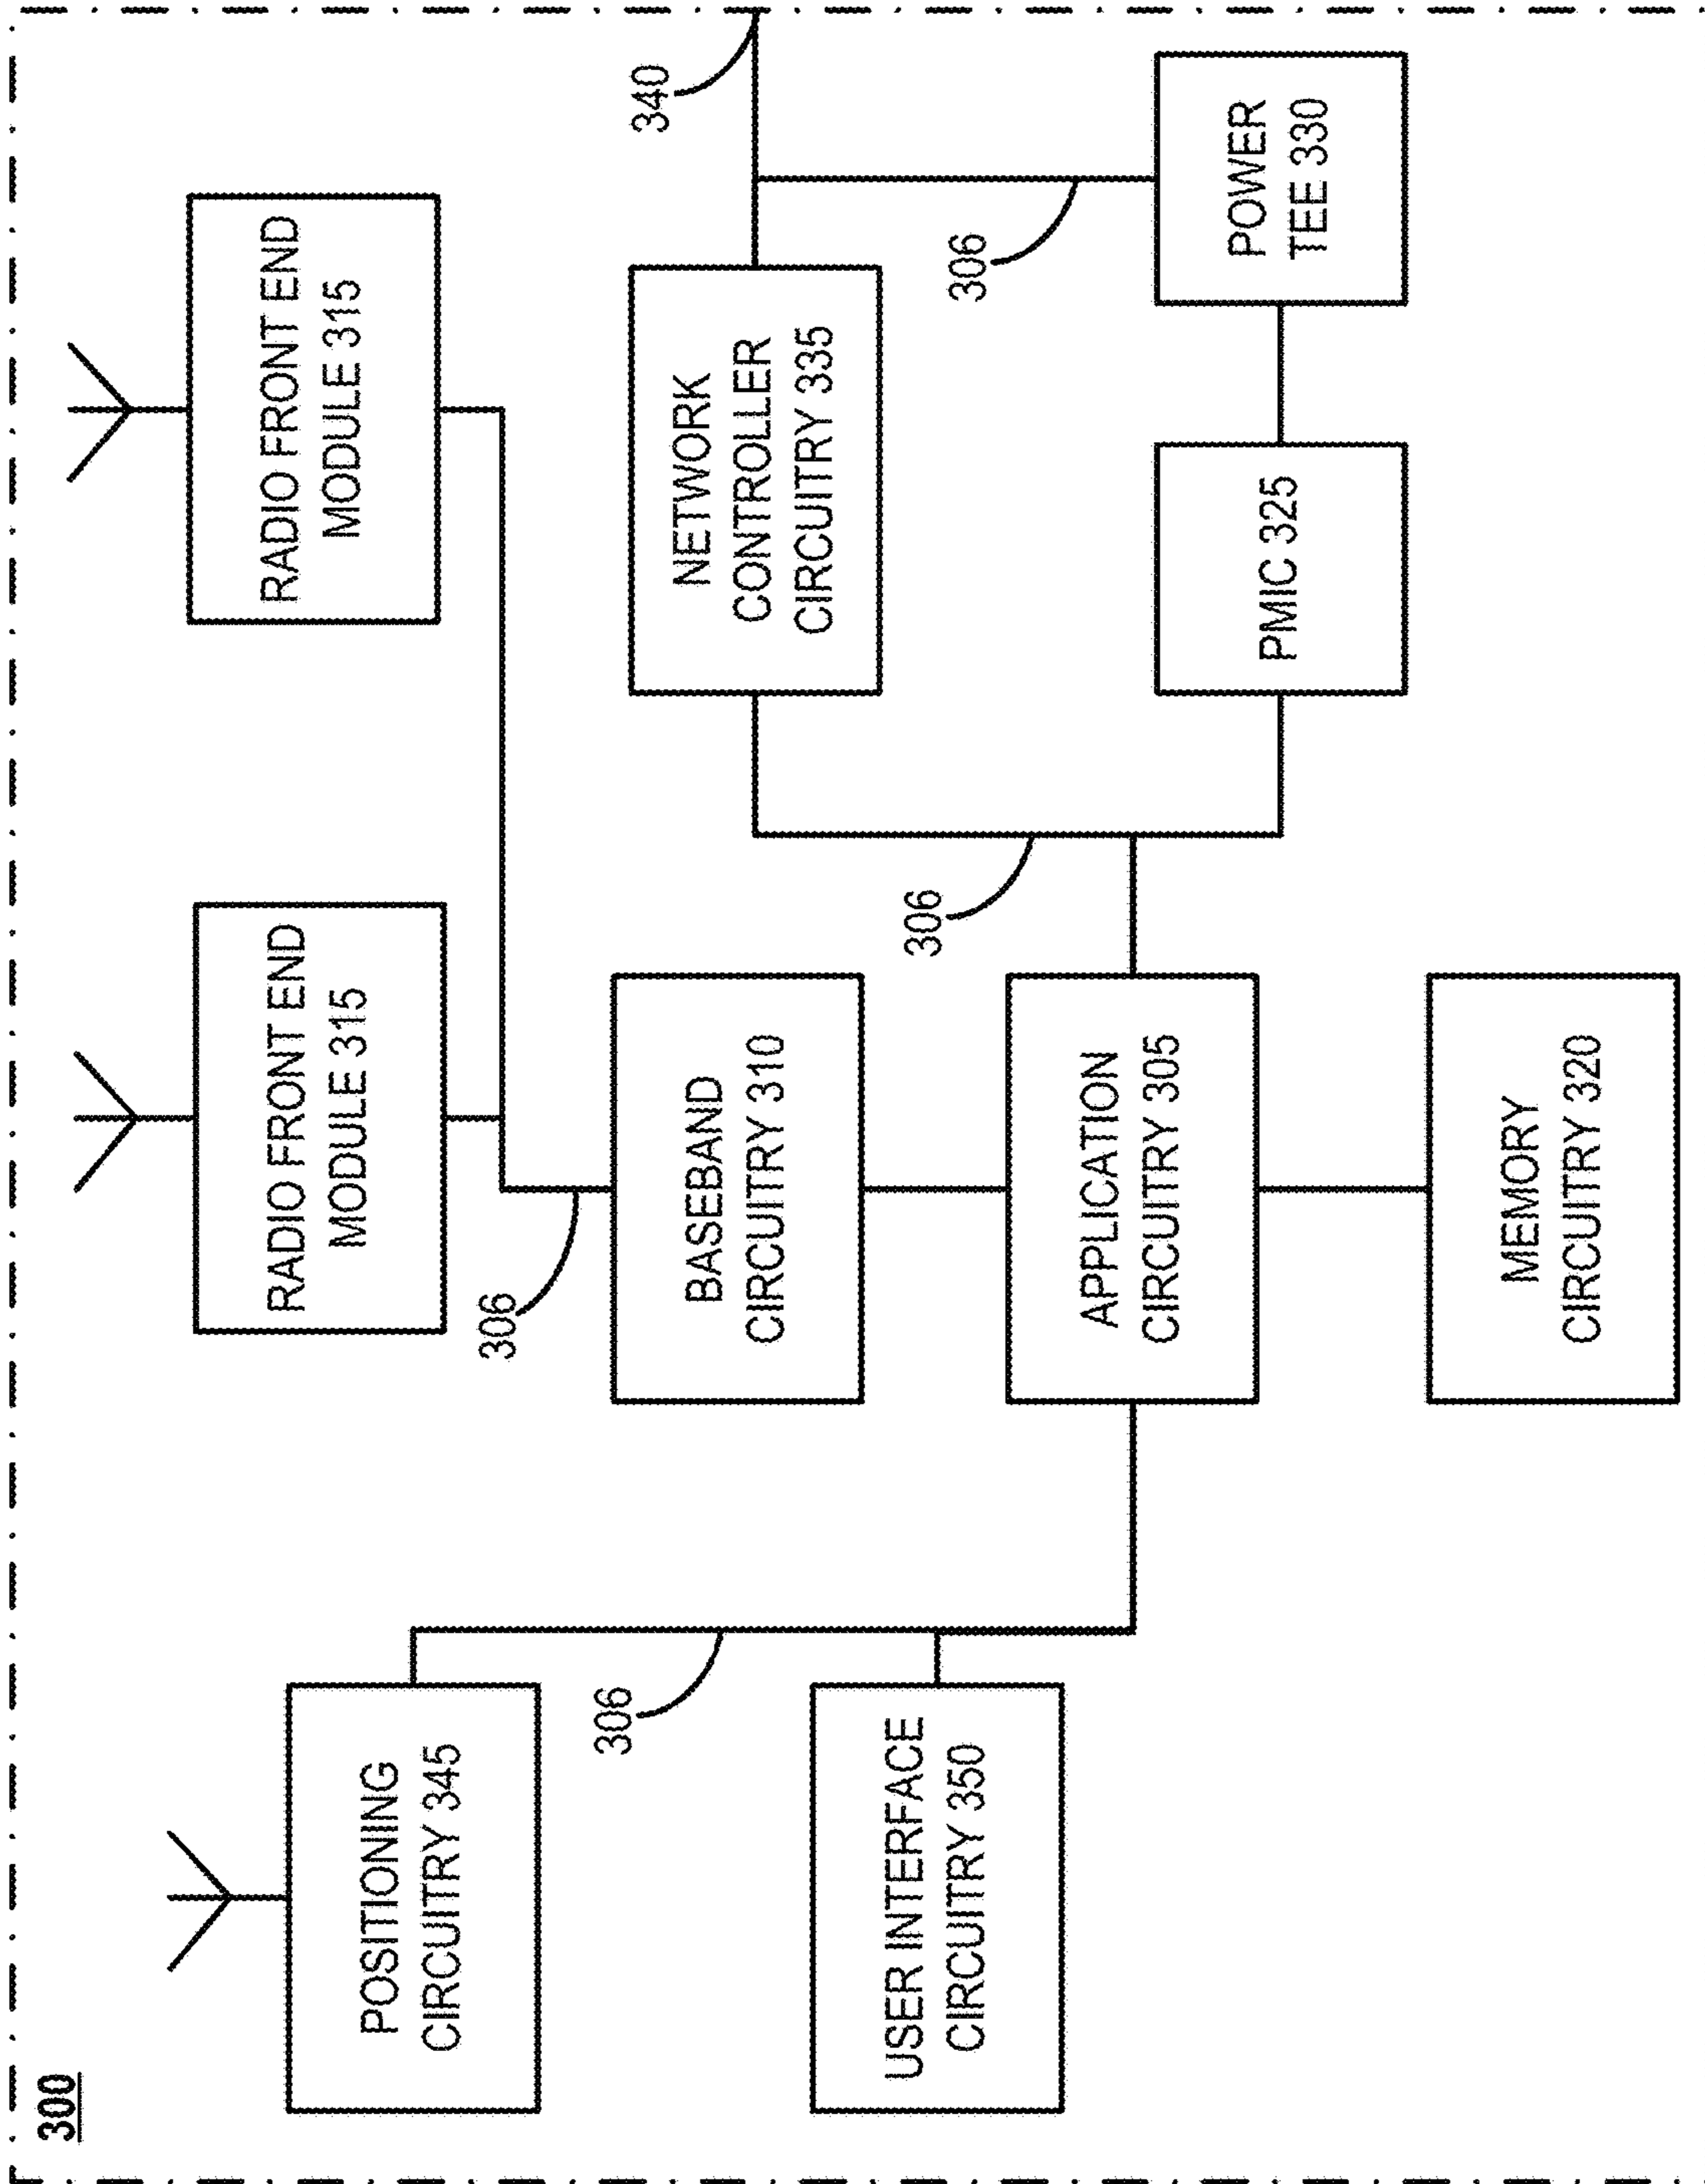 300
RADIO FRONT END
MODULE 315
RADIO FRONT END
MODULE 315
340
POSITIONING
CIRCUITRY 345
306
306
BASEBAND
CIRCUITRY 310
NETWORK
CONTROLLER
CIRCUITRY 335
306
306
USER INTERFACE
CIRCUITRY 350
APPLICATION
CIRCUITRY 305
PMIC 325
POWER
TEE 330
MEMORY
CIRCUITRY 320